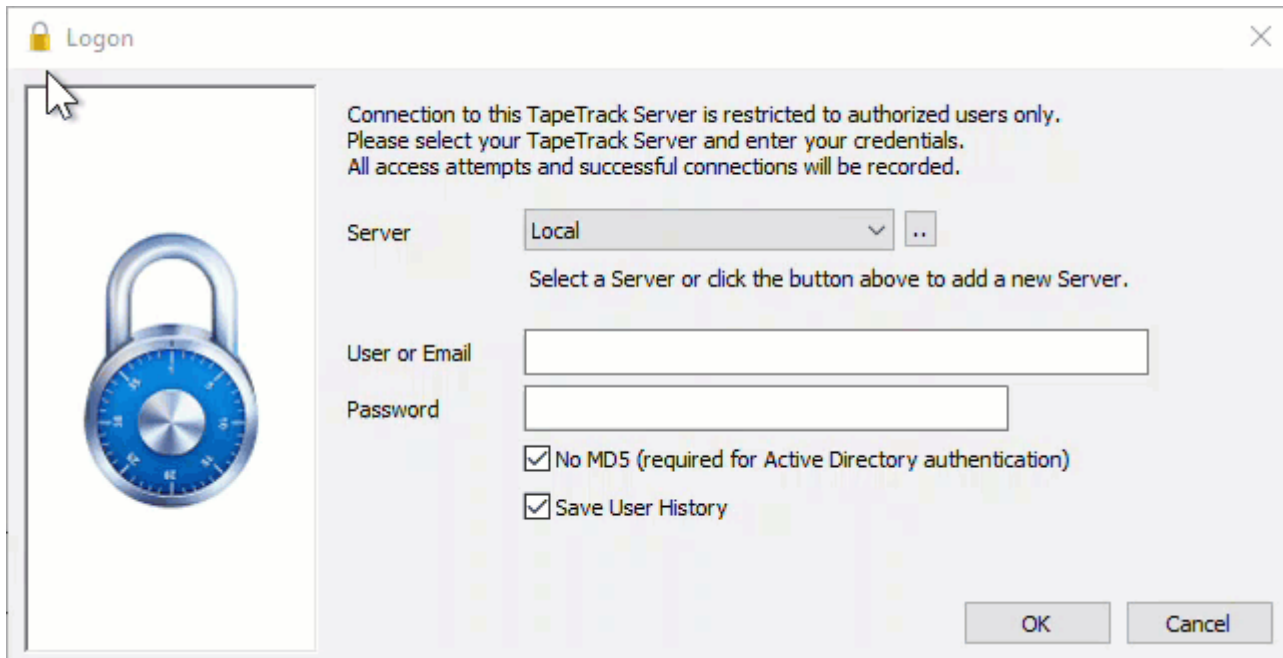 Logon
Connection to this TapeTrack Server is restricted to authorized users only.
Please select your TapeTrack Server and enter your credentials.
All access attempts and successful connections will be recorded.
Server
Local
..
Select a Server or click the button above to add a new Server.
User or Email
Password
No MD5 (required for Active Directory authentication)
Save User History
OK
Cancel